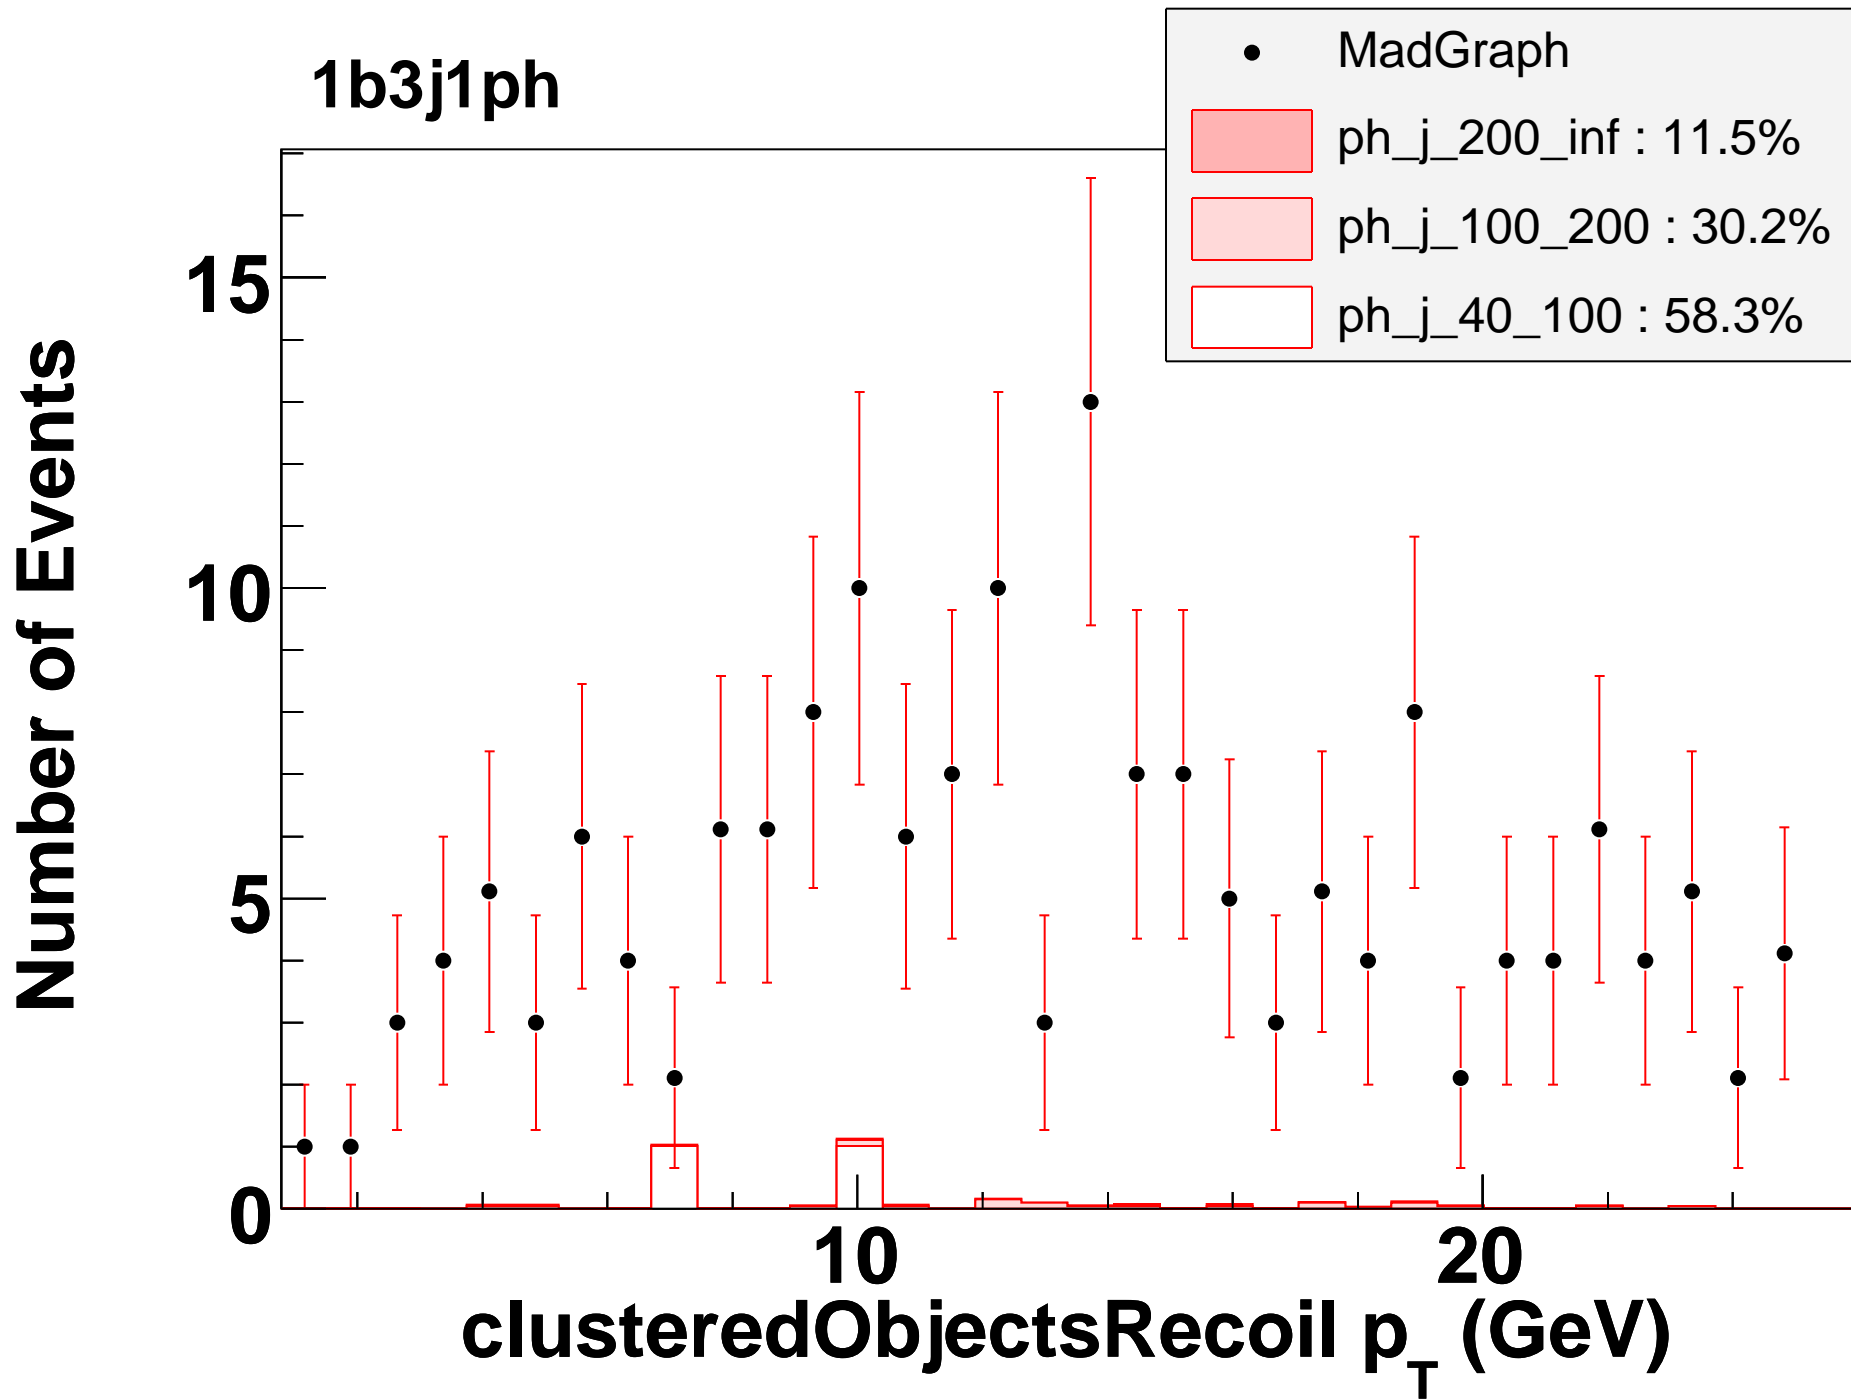 1b3j1ph
MadGraph
ph_j_200_inf : 11.5%
ph_j_100_200 : 30.2%
ph_j_40_100 : 58.3%
Number of Events
15
10
5
0
10
20
clusteredObjectsRecoil p_T (GeV)